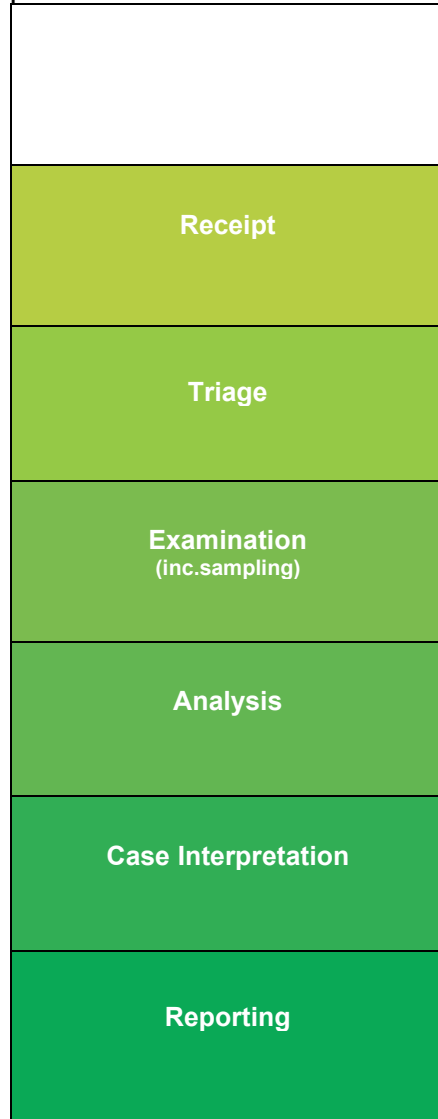 Receipt
Triage
Examination
(inc.sampling)
Analysis
Case Interpretation
Reporting